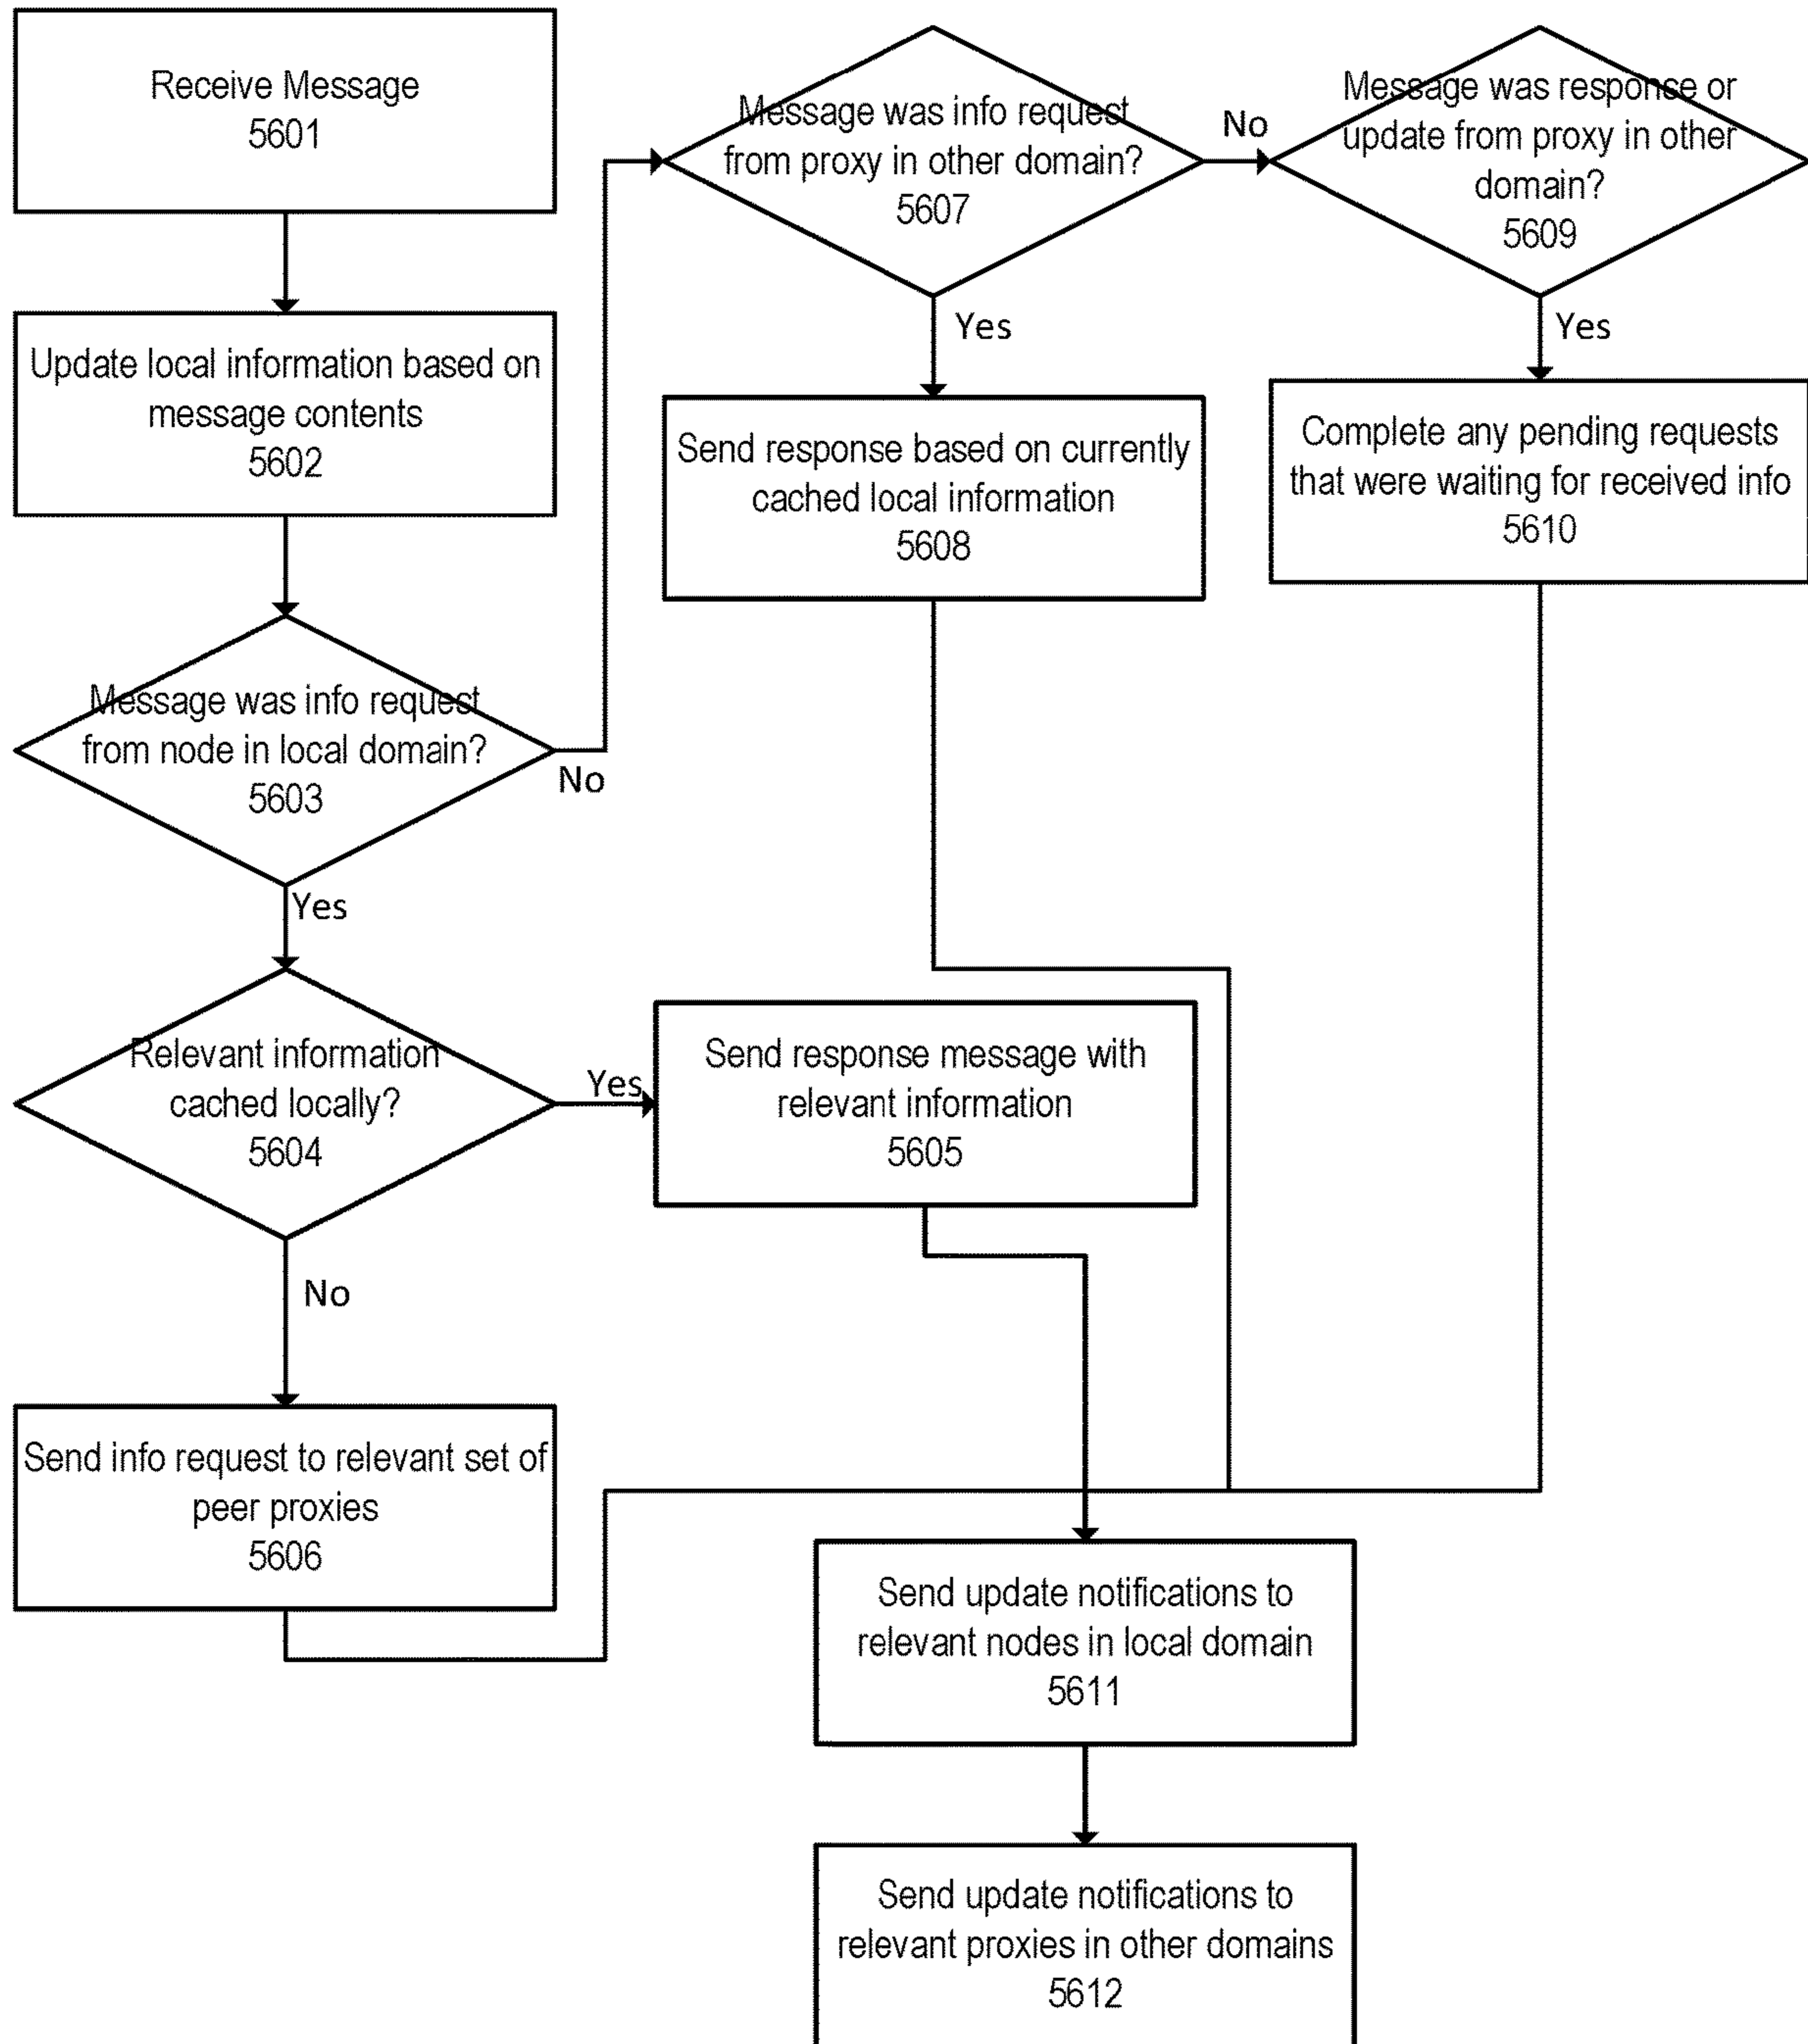 Receive Message
5601
Update local information based on
message contents
5602
Message was info request
from node in local domain?
5603
No
Yes
Relevant information
cached locally?
5604
Yes
Send response message with
relevant information
5605
No
Send info request to relevant set of
peer proxies
5606
Message was info request
from proxy in other domain?
5607
No
Yes
Send response based on currently
cached local information
5608
Message was response or
update from proxy in other
domain?
5609
Yes
Complete any pending requests
that were waiting for received info
5610
Send update notifications to
relevant nodes in local domain
5611
Send update notifications to
relevant proxies in other domains
5612